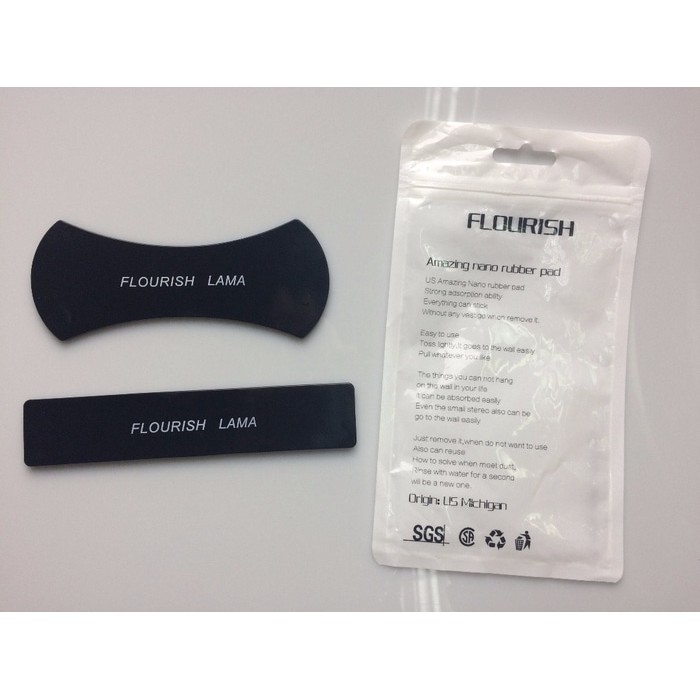 FLOURISH LAMA
FLOURISH LAMA
FLOURISH
Amazing nano rubber pad
US Amazing Nano rubber pad
Strong adsorption ability
Everything can stick
Without any vestige when remove it.
Easy to use
Toss lightly,it goes to the wall easily
Pull whatever you like
The things you can not hang
on the wall in your life
it can be absorbed easily
Even the small stereo also can be
go to the wall easily
Just remove it,when do not want to use.
Also can reuse
How to solve when meet dust,
Rinse with water for a second
will be a new one.
Origin: US Michigan
SGS